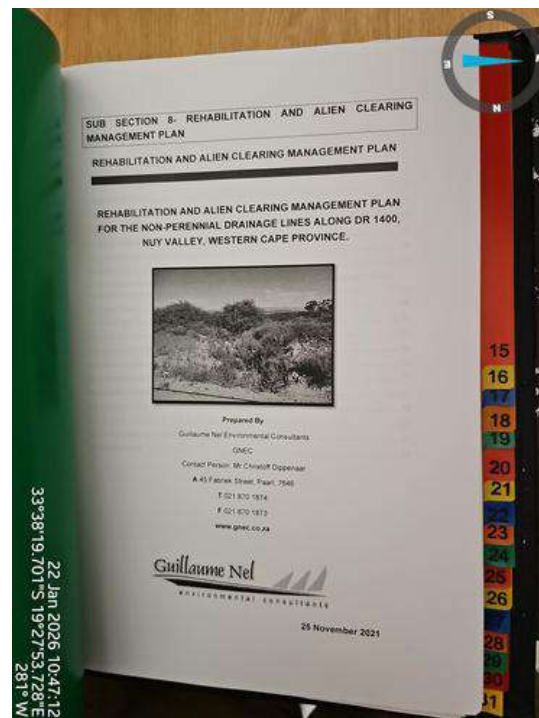 SUB SECTION 8- REHABILITATION AND ALIEN CLEARING
MANAGEMENT PLAN
REHABILITATION AND ALIEN CLEARING MANAGEMENT PLAN
REHABILITATION AND ALIEN CLEARING MANAGEMENT PLAN
FOR THE NON-PERENNIAL DRAINAGE LINES ALONG DR 1400,
NUY VALLEY, WESTERN CAPE PROVINCE.
Prepared By
Guillaume Nel Environmental Consultants
GNEC
Contact Person: Mr Christoff Dippenaar
A 45 Fabriek Street, Paarl, 7646
T 021 870 1874
F 021 870 1873
www.gnec.co.za
Guillaume Nel
environmental consultants
25 November 2021
15
16
17
18
19
20
21
22
23
24
25
26
27
28
29
30
31
S
E
N
22 Jan 2026 10:47:12
33°38'19.701"S 19°27'53.728"E
281° W